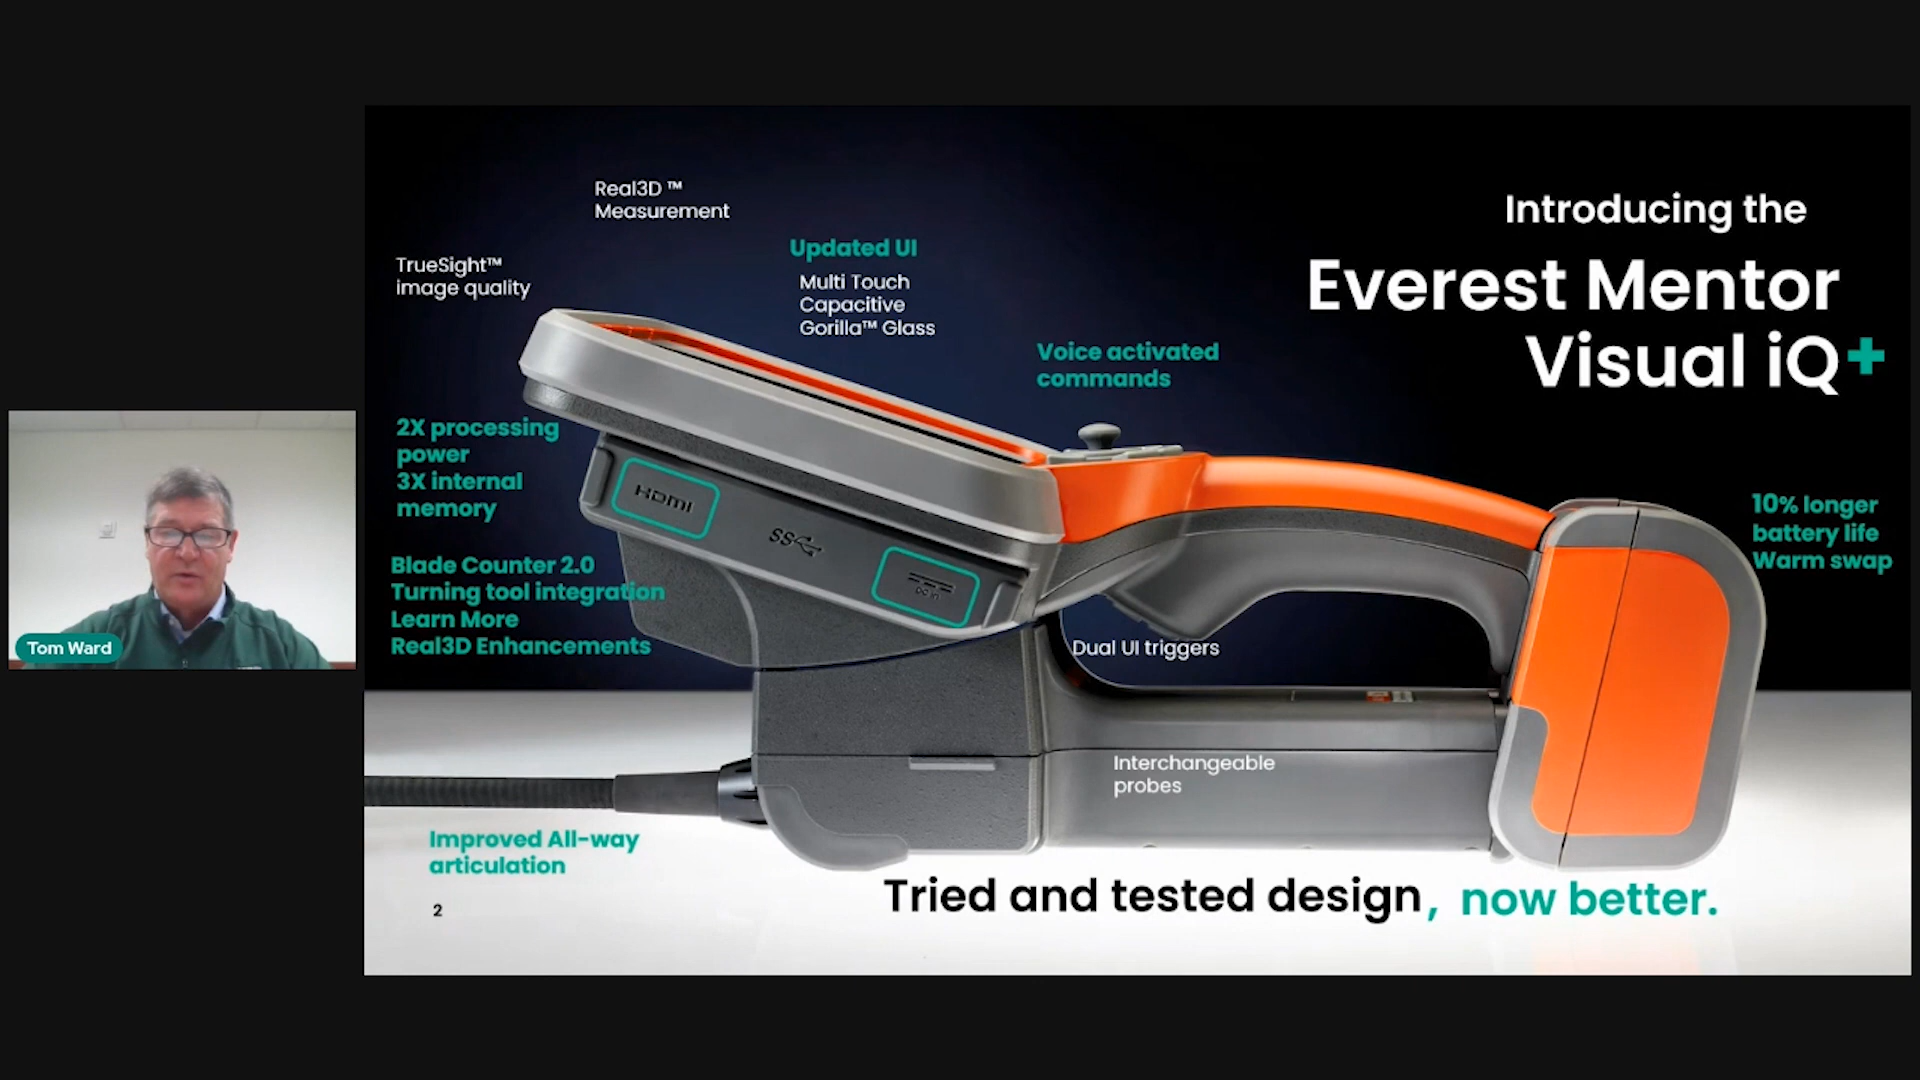 Introducing the
Everest Mentor
Visual iQ+
Real3D ™
Measurement
TrueSight™
image quality
Updated UI
Multi Touch
Capacitive
Gorilla™ Glass
Voice activated
commands
2X processing
power
3X internal
memory
HDMI
SS
DC in
10% longer
battery life
Warm swap
Blade Counter 2.0
Turning tool integration
Learn More
Real3D Enhancements
Dual UI triggers
Interchangeable
probes
Improved All-way
articulation
Tried and tested design, now better.
2
Tom Ward